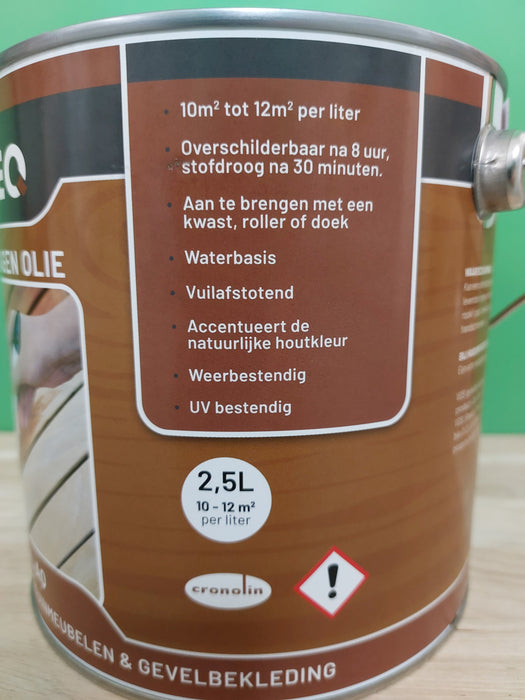 EQ
EN OLIE
10m² tot 12m² per liter
Overschilderbaar na 8 uur,
stofdroog na 30 minuten.
Aan te brengen met een
kwast, roller of doek
Waterbasis
Vuilafstotend
Accentueert de
natuurlijke houtkleur
Weerbestendig
UV bestendig
2,5L
10 - 12 m²
per liter
cronolin
NMEUBELEN & GEVELBEKLEDING